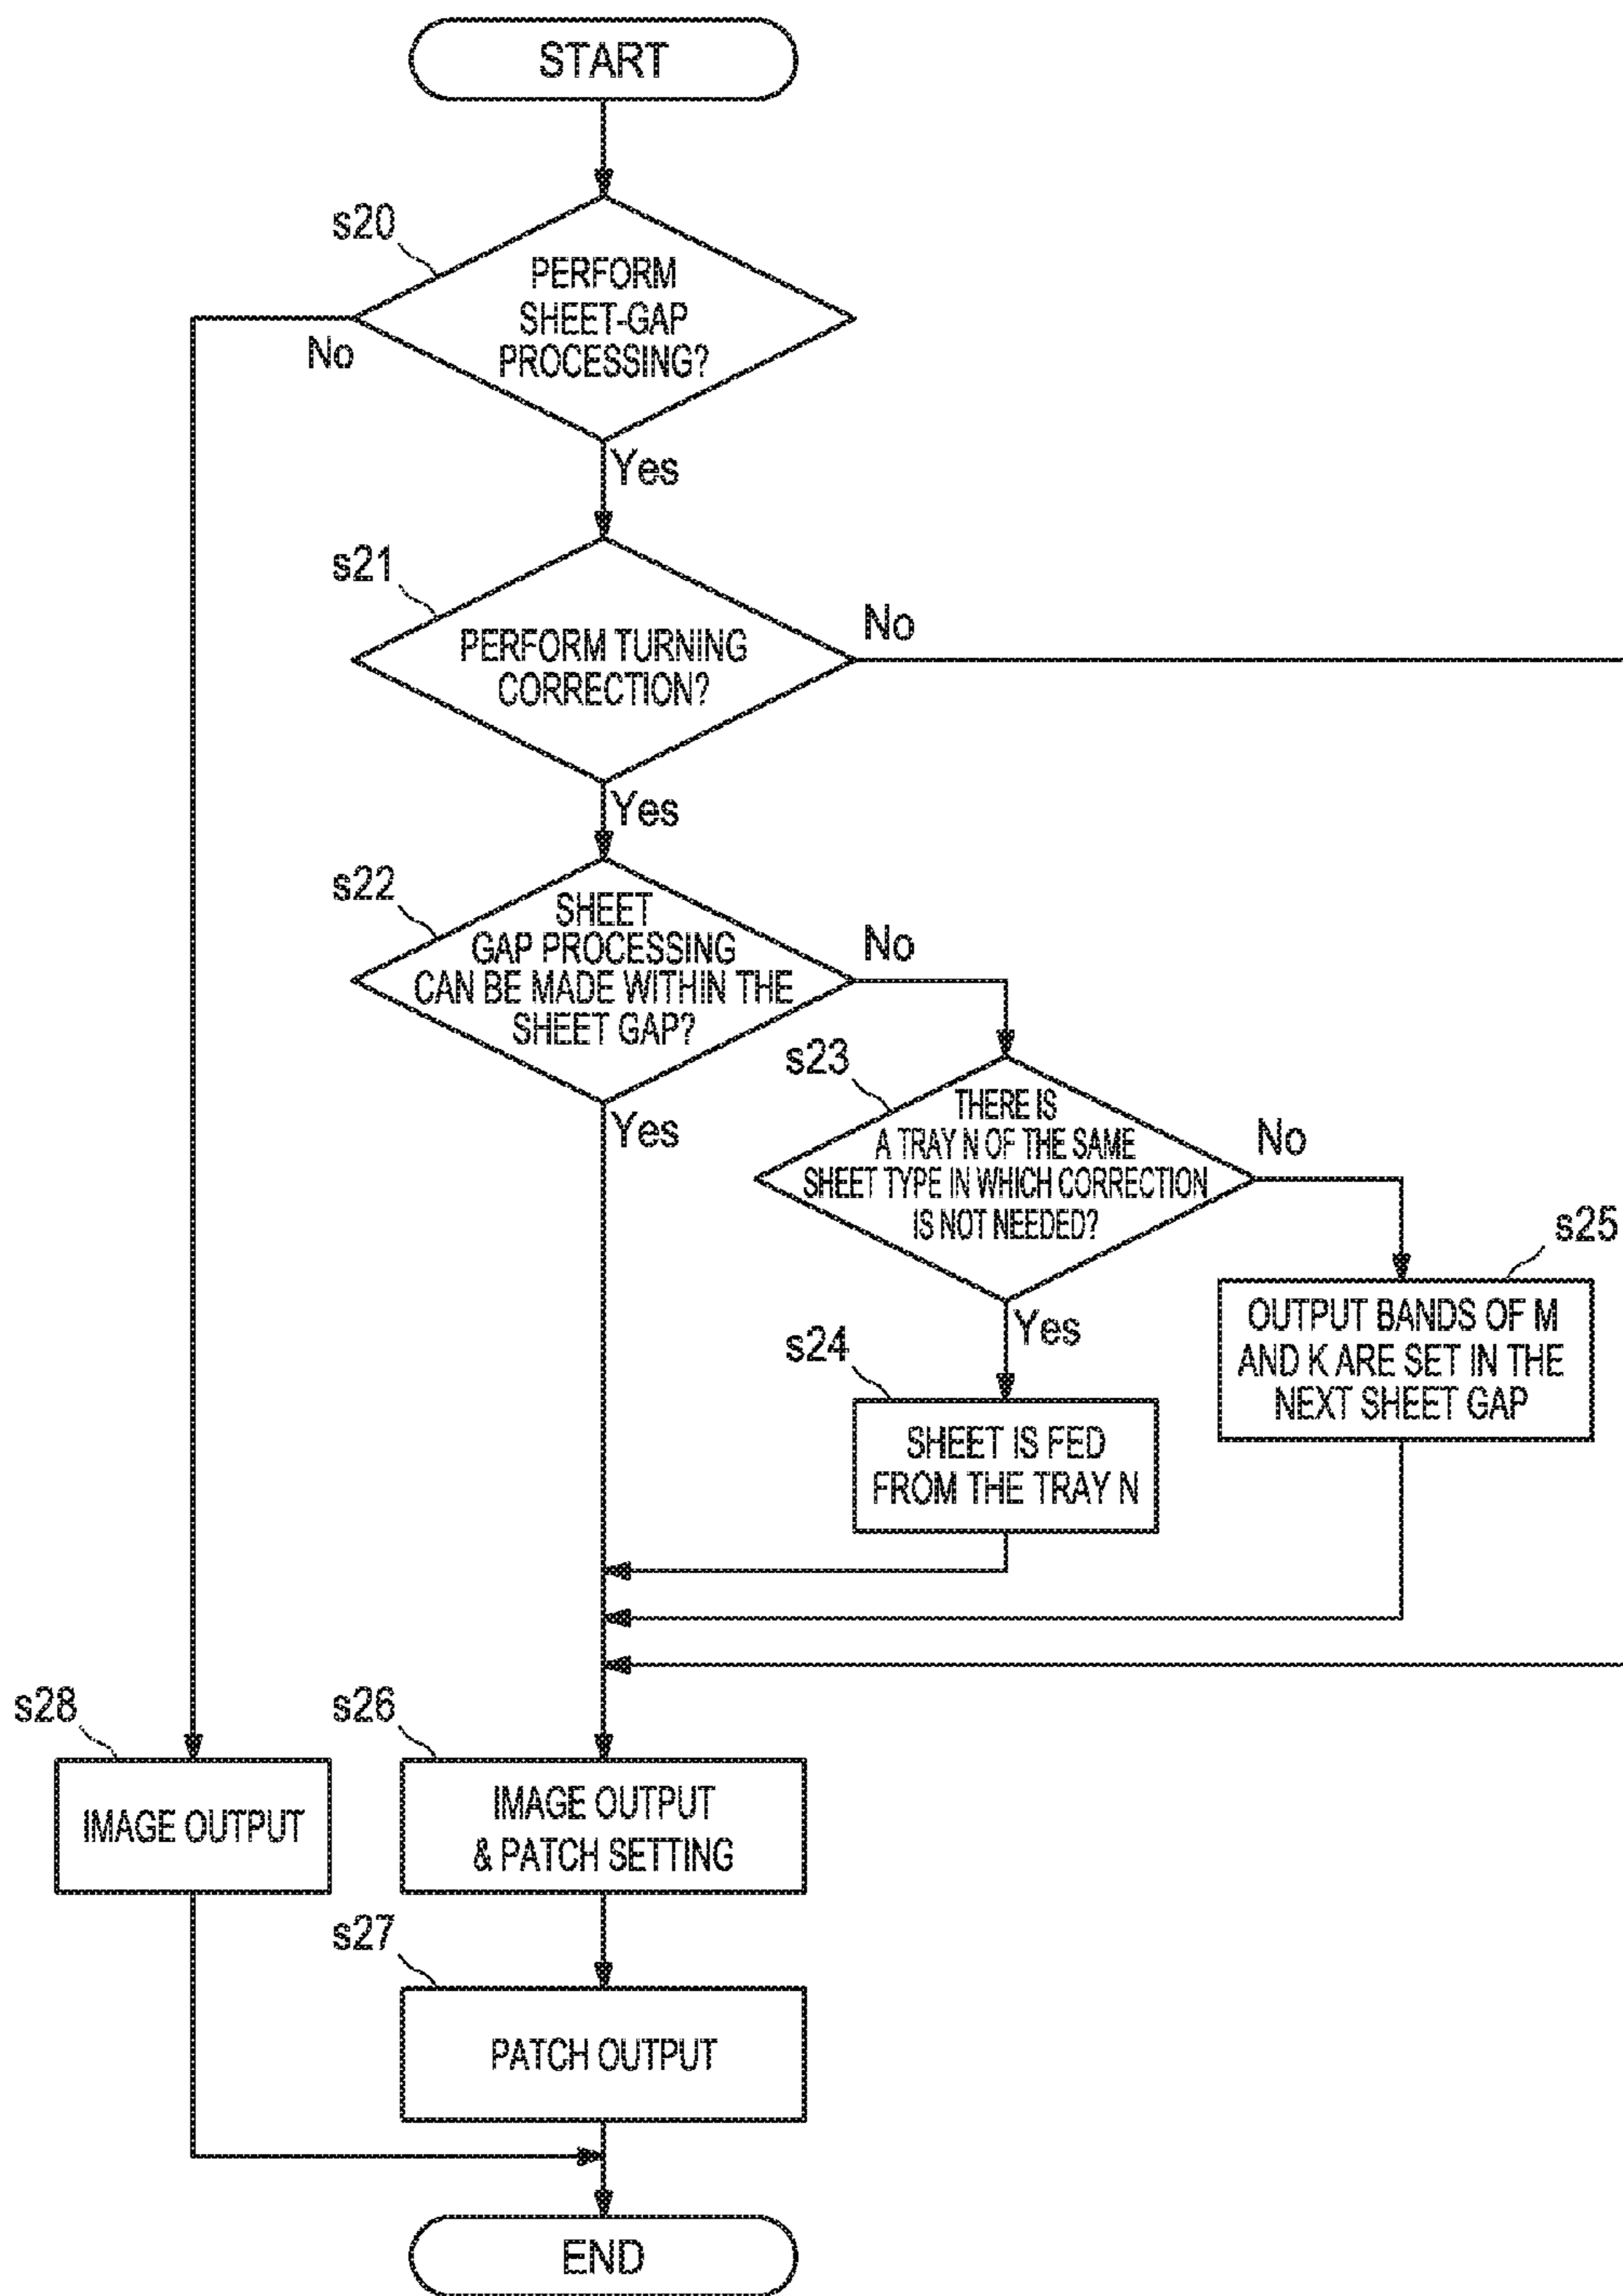 START
s20
PERFORM
SHEET-GAP
PROCESSING?
No
Yes
s21
PERFORM TURNING
CORRECTION?
No
Yes
s22
SHEET
GAP PROCESSING
CAN BE MADE WITHIN THE
SHEET GAP?
No
Yes
s23
THERE IS
A TRAY N OF THE SAME
SHEET TYPE IN WHICH CORRECTION
IS NOT NEEDED?
No
Yes
s24
SHEET IS FED
FROM THE TRAY N
s25
OUTPUT BANDS OF M
AND K ARE SET IN THE
NEXT SHEET GAP
s28
IMAGE OUTPUT
s26
IMAGE OUTPUT
& PATCH SETTING
s27
PATCH OUTPUT
END